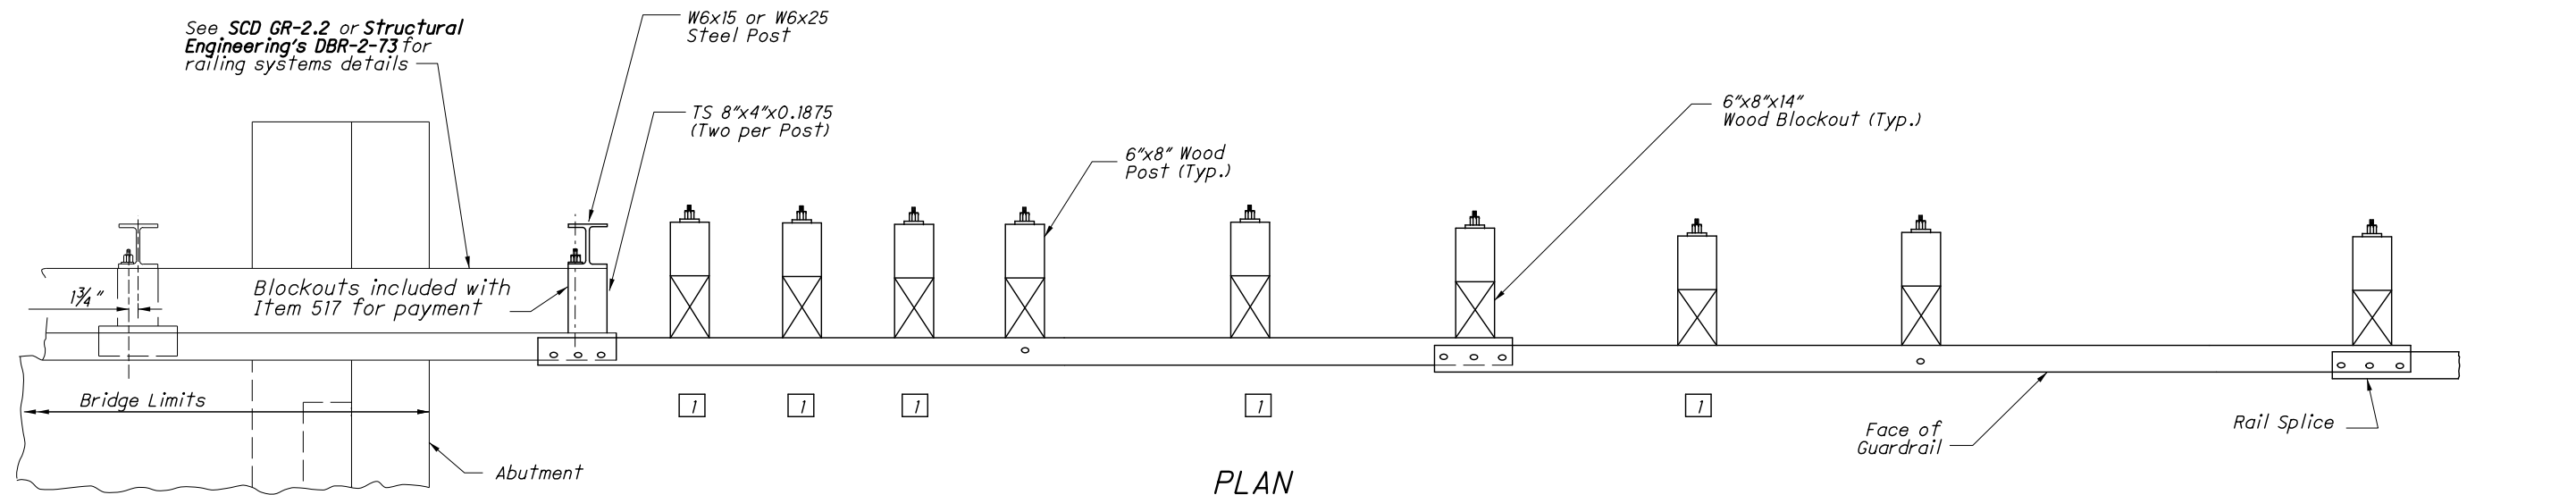 See SCD GR-2.2 or Structural
Engineering's DBR-2-73 for
railing systems details
W6x15 or W6x25
Steel Post
TS 8"x4"x0.1875
(Two per Post)
6"x8" Wood
Post (Typ.)
6"x8"x14"
Wood Blockout (Typ.)
1¾"
Blockouts included with
Item 517 for payment
Bridge Limits
1
1
1
1
1
Face of
Guardrail
Rail Splice
Abutment
PLAN